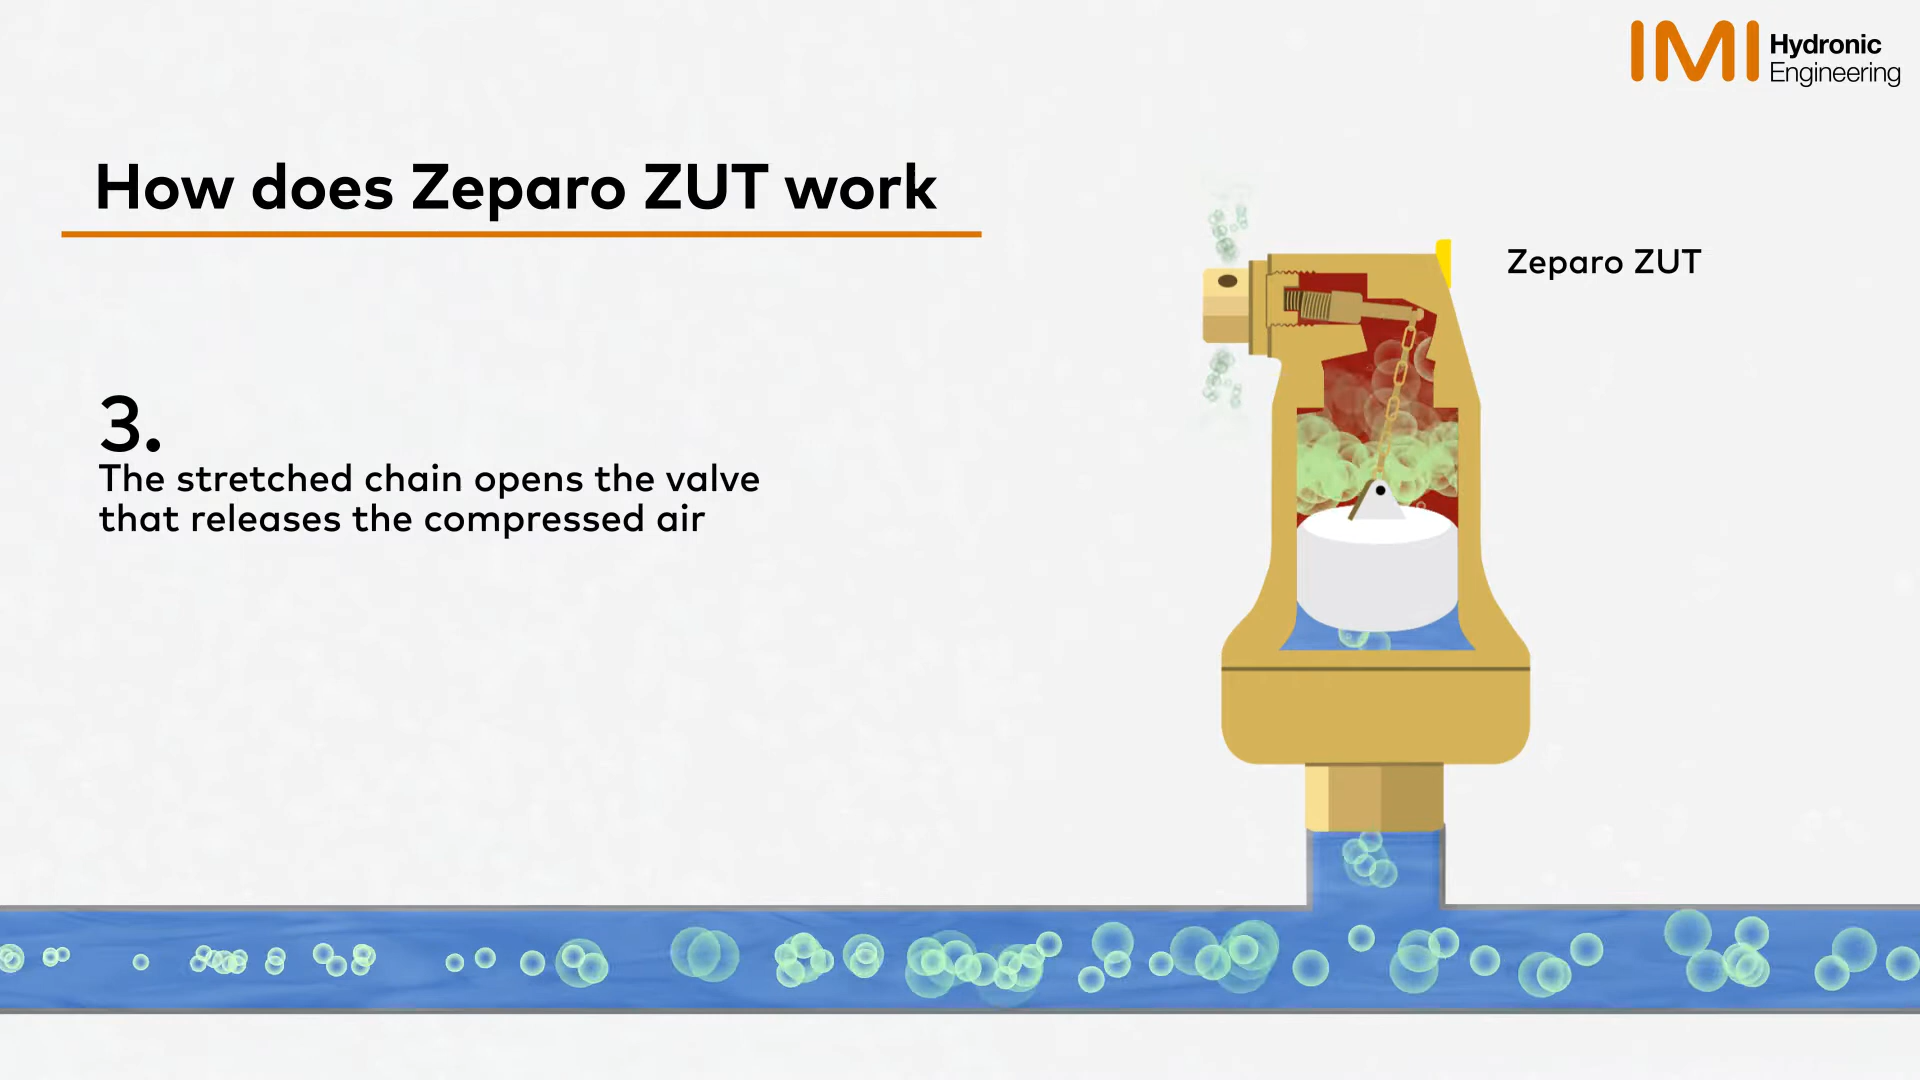 IMI Hydronic
Engineering
How does Zeparo ZUT work
Zeparo ZUT
3.
The stretched chain opens the valve
that releases the compressed air